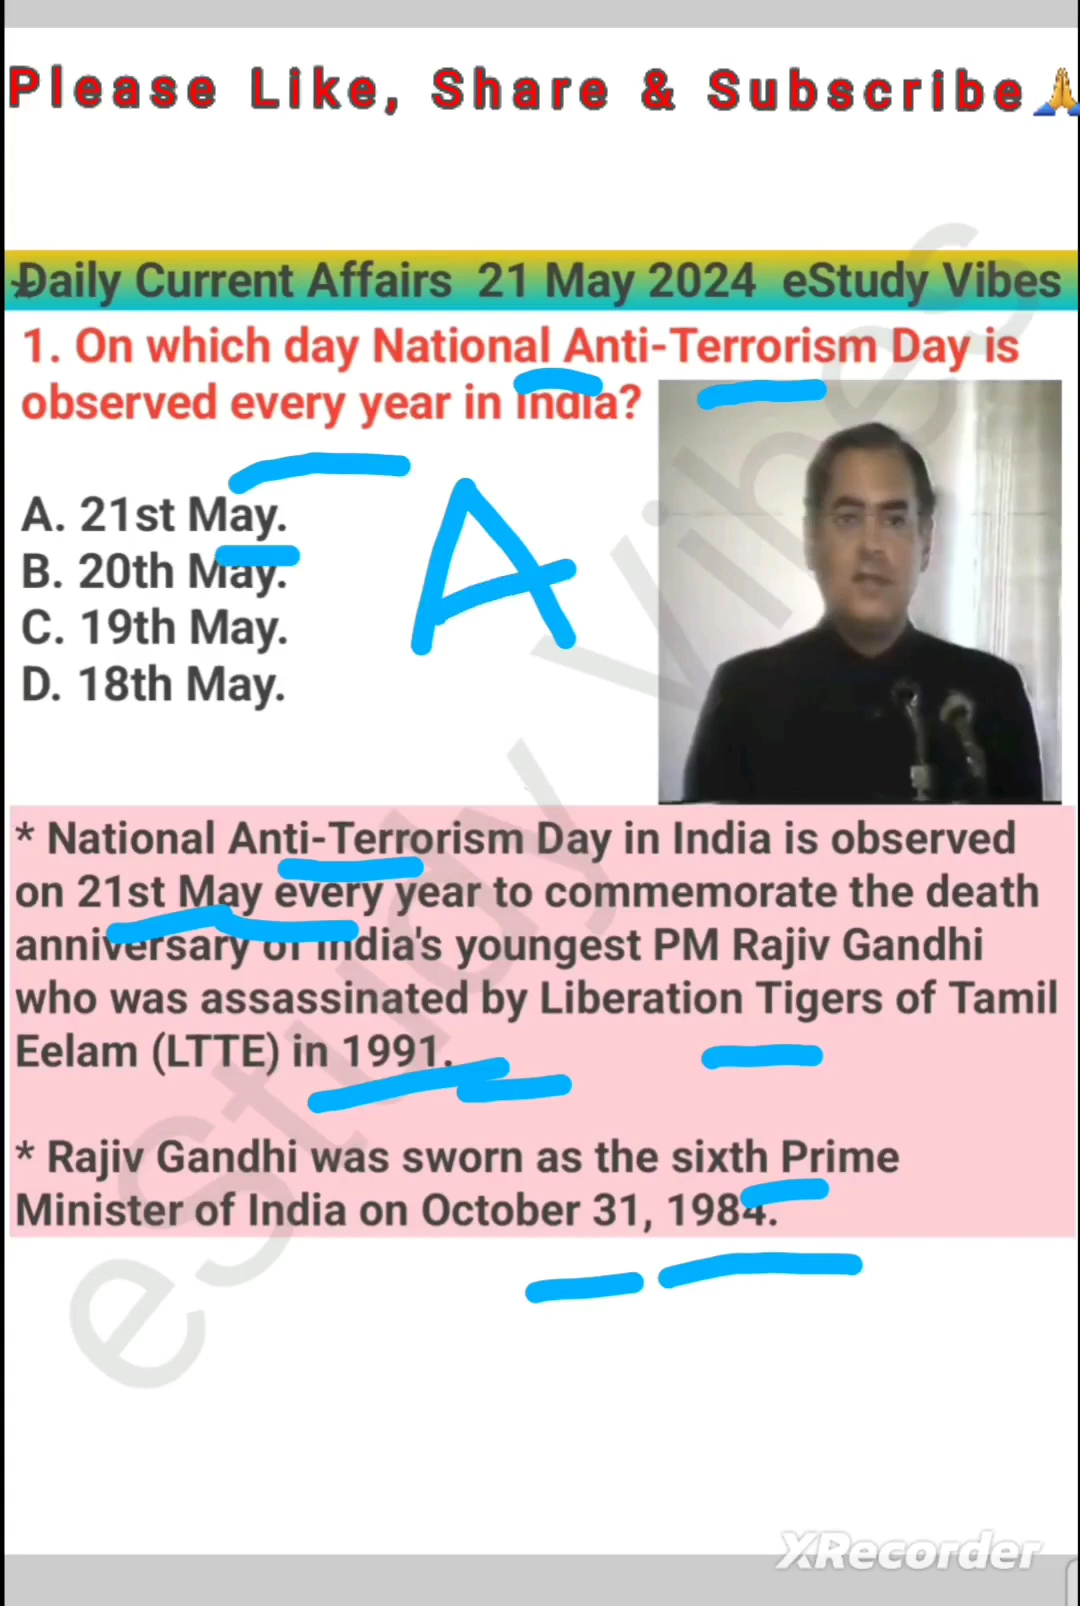 Please Like, Share & Subscribe🙏
Daily Current Affairs 21 May 2024 eStudy Vibes
1. On which day National Anti-Terrorism Day is
observed every year in India?
A. 21st May.
B. 20th May.
C. 19th May.
D. 18th May.
A
* National Anti-Terrorism Day in India is observed
on 21st May every year to commemorate the death
anniversary of India's youngest PM Rajiv Gandhi
who was assassinated by Liberation Tigers of Tamil
Eelam (LTTE) in 1991.
* Rajiv Gandhi was sworn as the sixth Prime
Minister of India on October 31, 1984.
eStudy Vibes
XRecorder